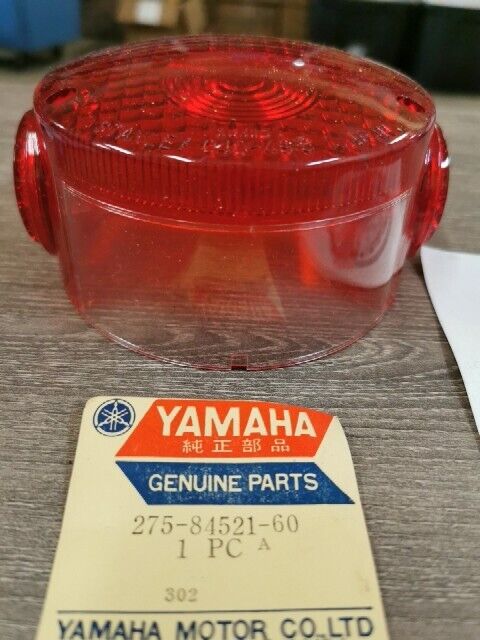 YAMAHA
純正部品
GENUINE PARTS
275-84521-60
1 PC A
302
YAMAHA MOTOR CO.,LTD